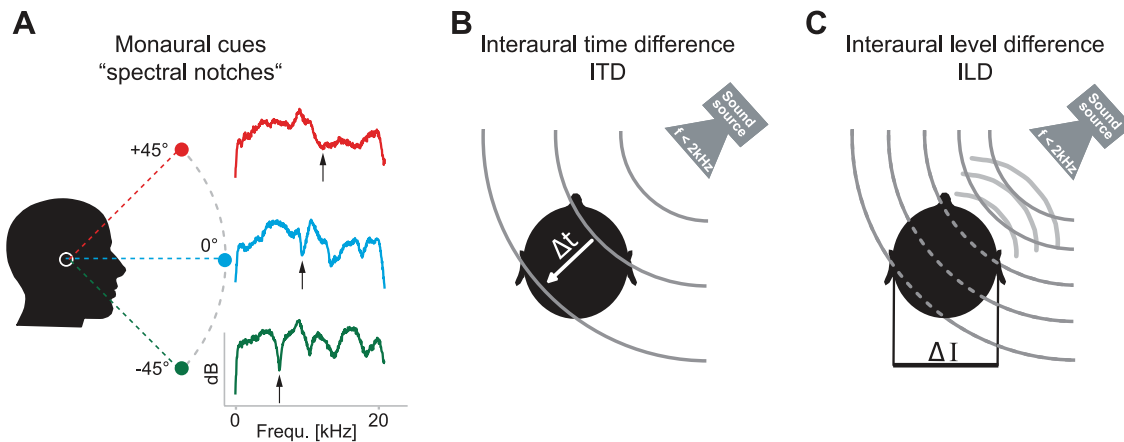 A
Monaural cues
“spectral notches“
+45°
0°
-45°
dB
0
20
Frequ. [kHz]
B
Interaural time difference
ITD
Sound
source
f < 2kHz
Δt
C
Interaural level difference
ILD
Sound
source
f < 2kHz
Δ I